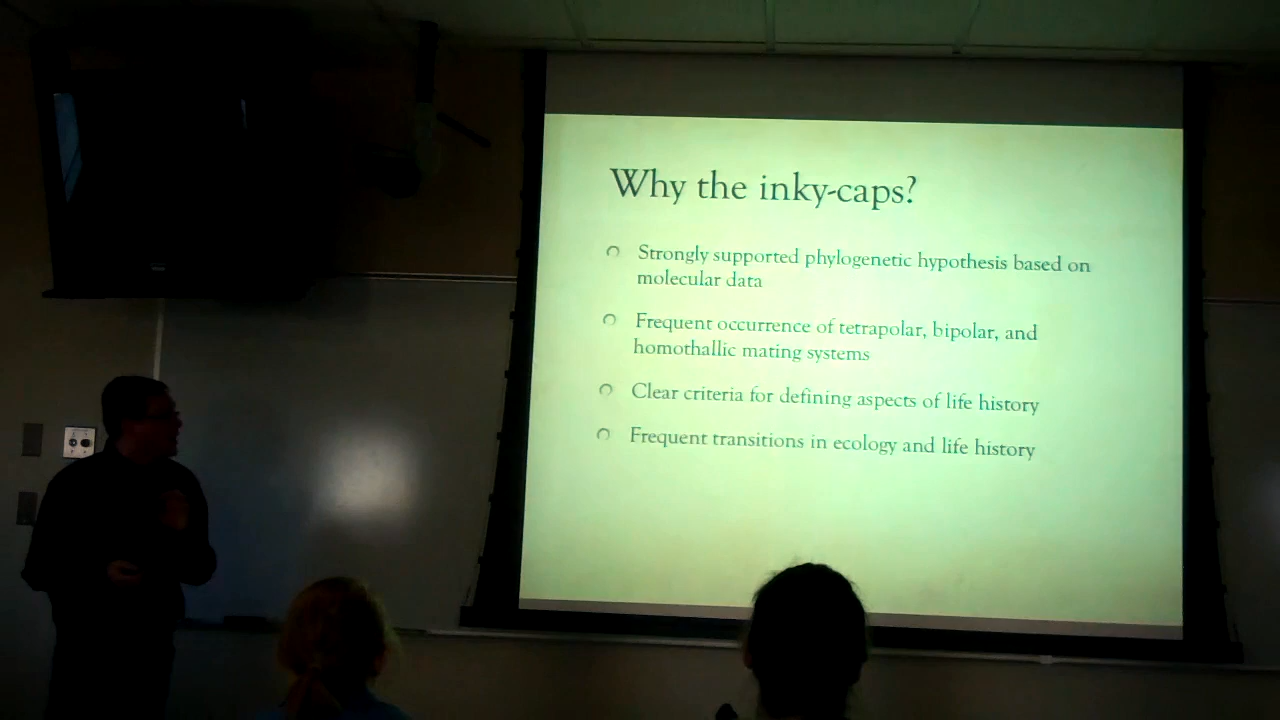 Why the inky-caps?
Strongly supported phylogenetic hypothesis based on
molecular data
Frequent occurrence of tetrapolar, bipolar, and
homothallic mating systems
Clear criteria for defining aspects of life history
Frequent transitions in ecology and life history